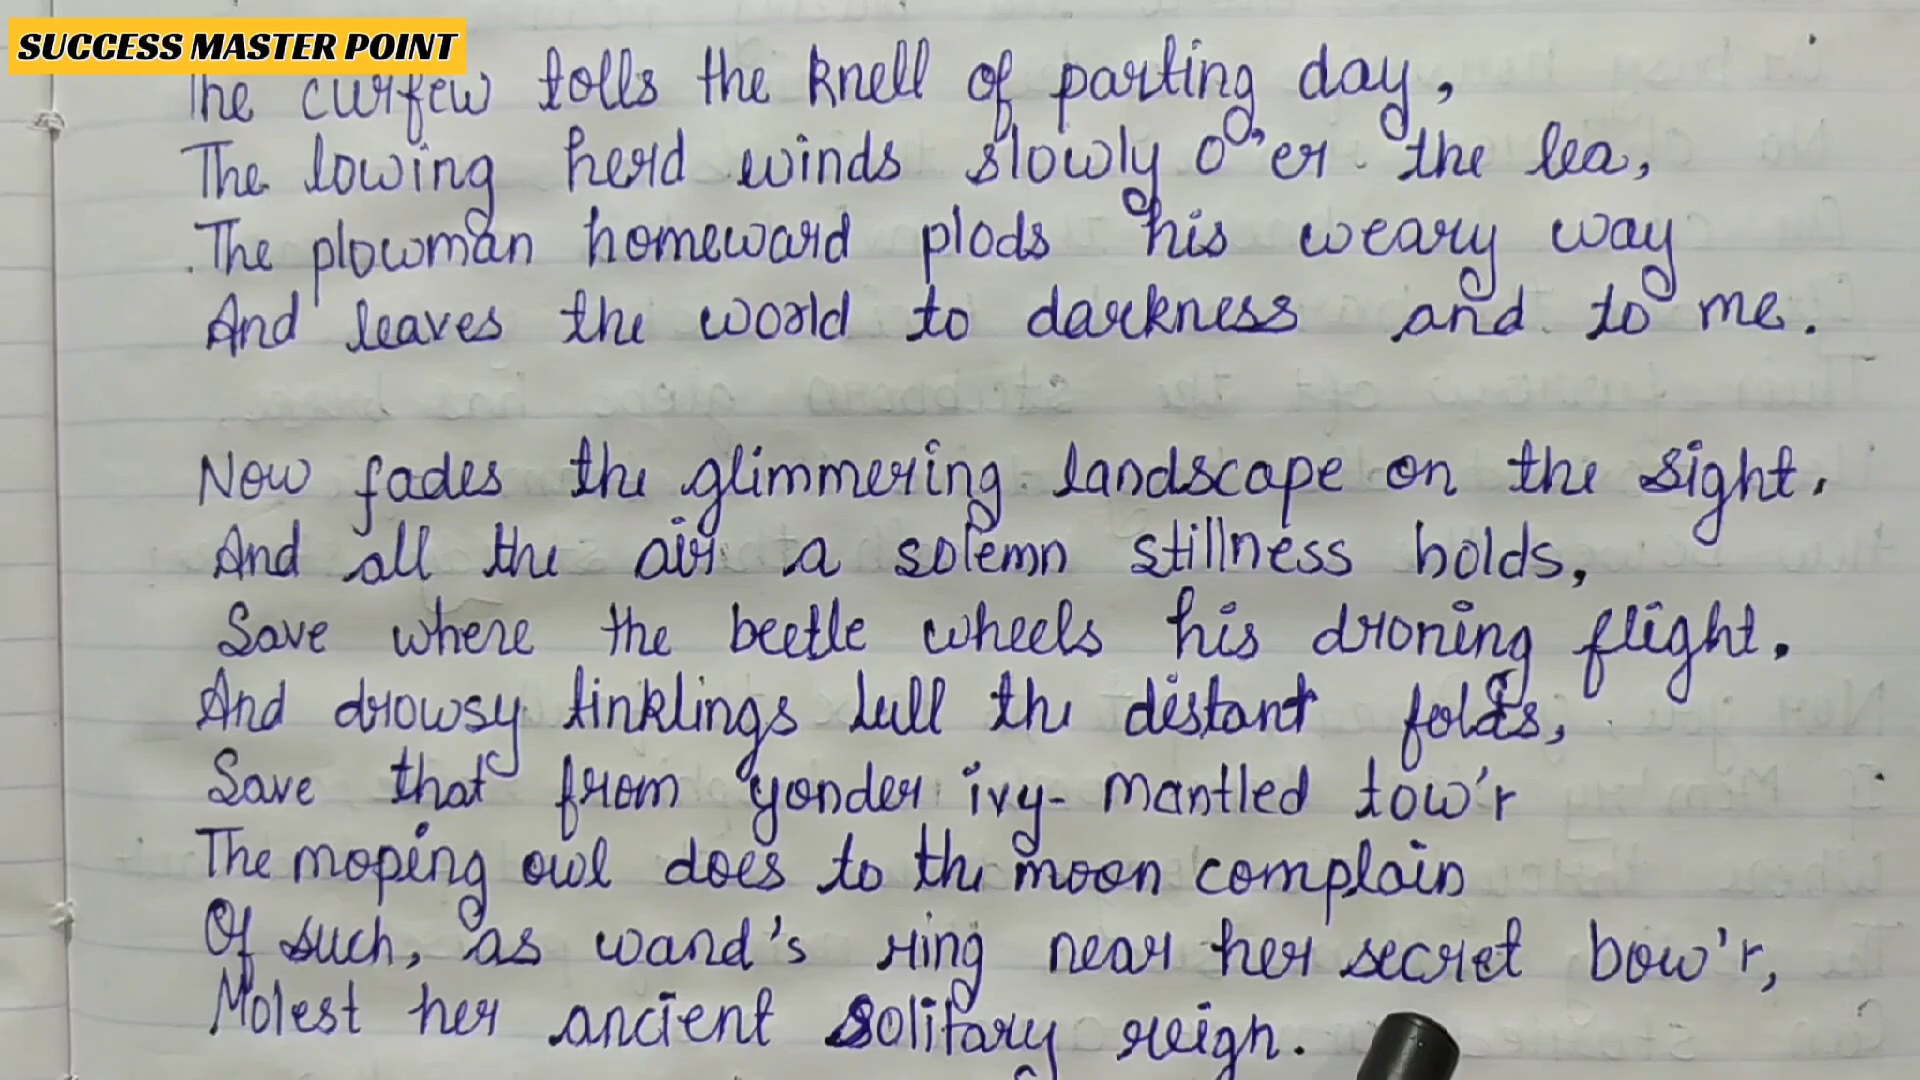 SUCCESS MASTER POINT
The curfew tolls the knell of parting day,
The lowing herd winds slowly o'er the lea,
The plowman homeward plods his weary way
And leaves the world to darkness and to me.
Now fades the glimmering landscape on the sight.
And all the air a solemn stillness holds,
Save where the beetle wheels his droning flight.
And drowsy tinklings lull the distant folds,
Save that from yonder ivy-mantled tow'r
The moping owl does to the moon complain
Of such, as wand's ring near her secret bow'r,
Molest her ancient solitary reign.